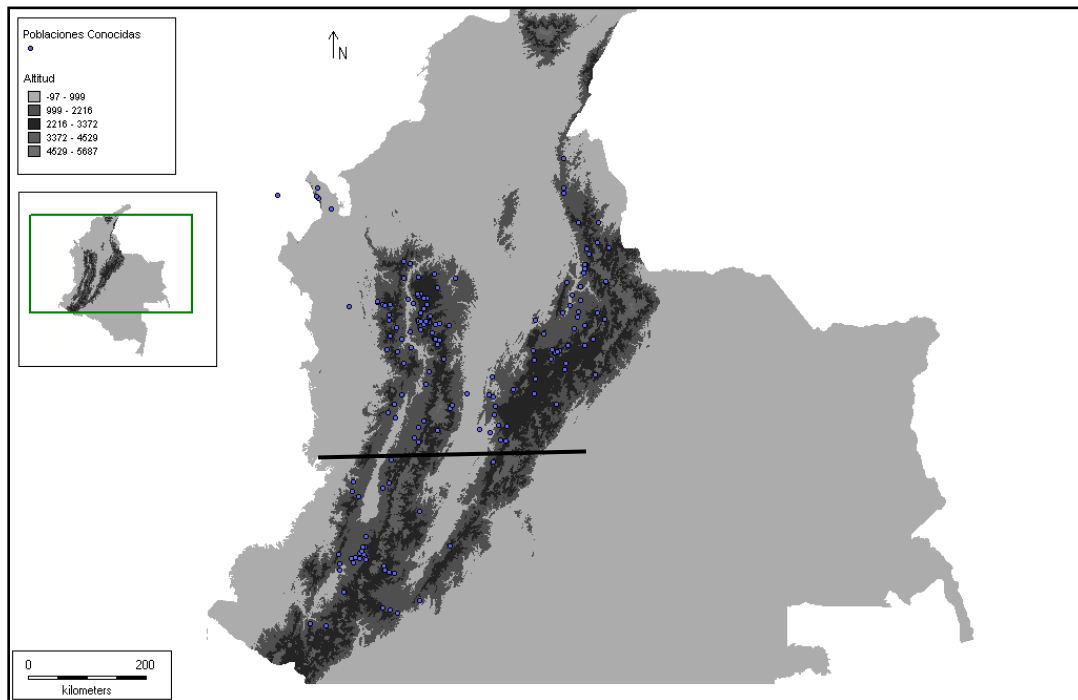 Poblaciones Conocidas
Altitud
-97 - 999
999 - 2216
2216 - 3372
3372 - 4529
4529 - 5687
N
0 200
kilometers